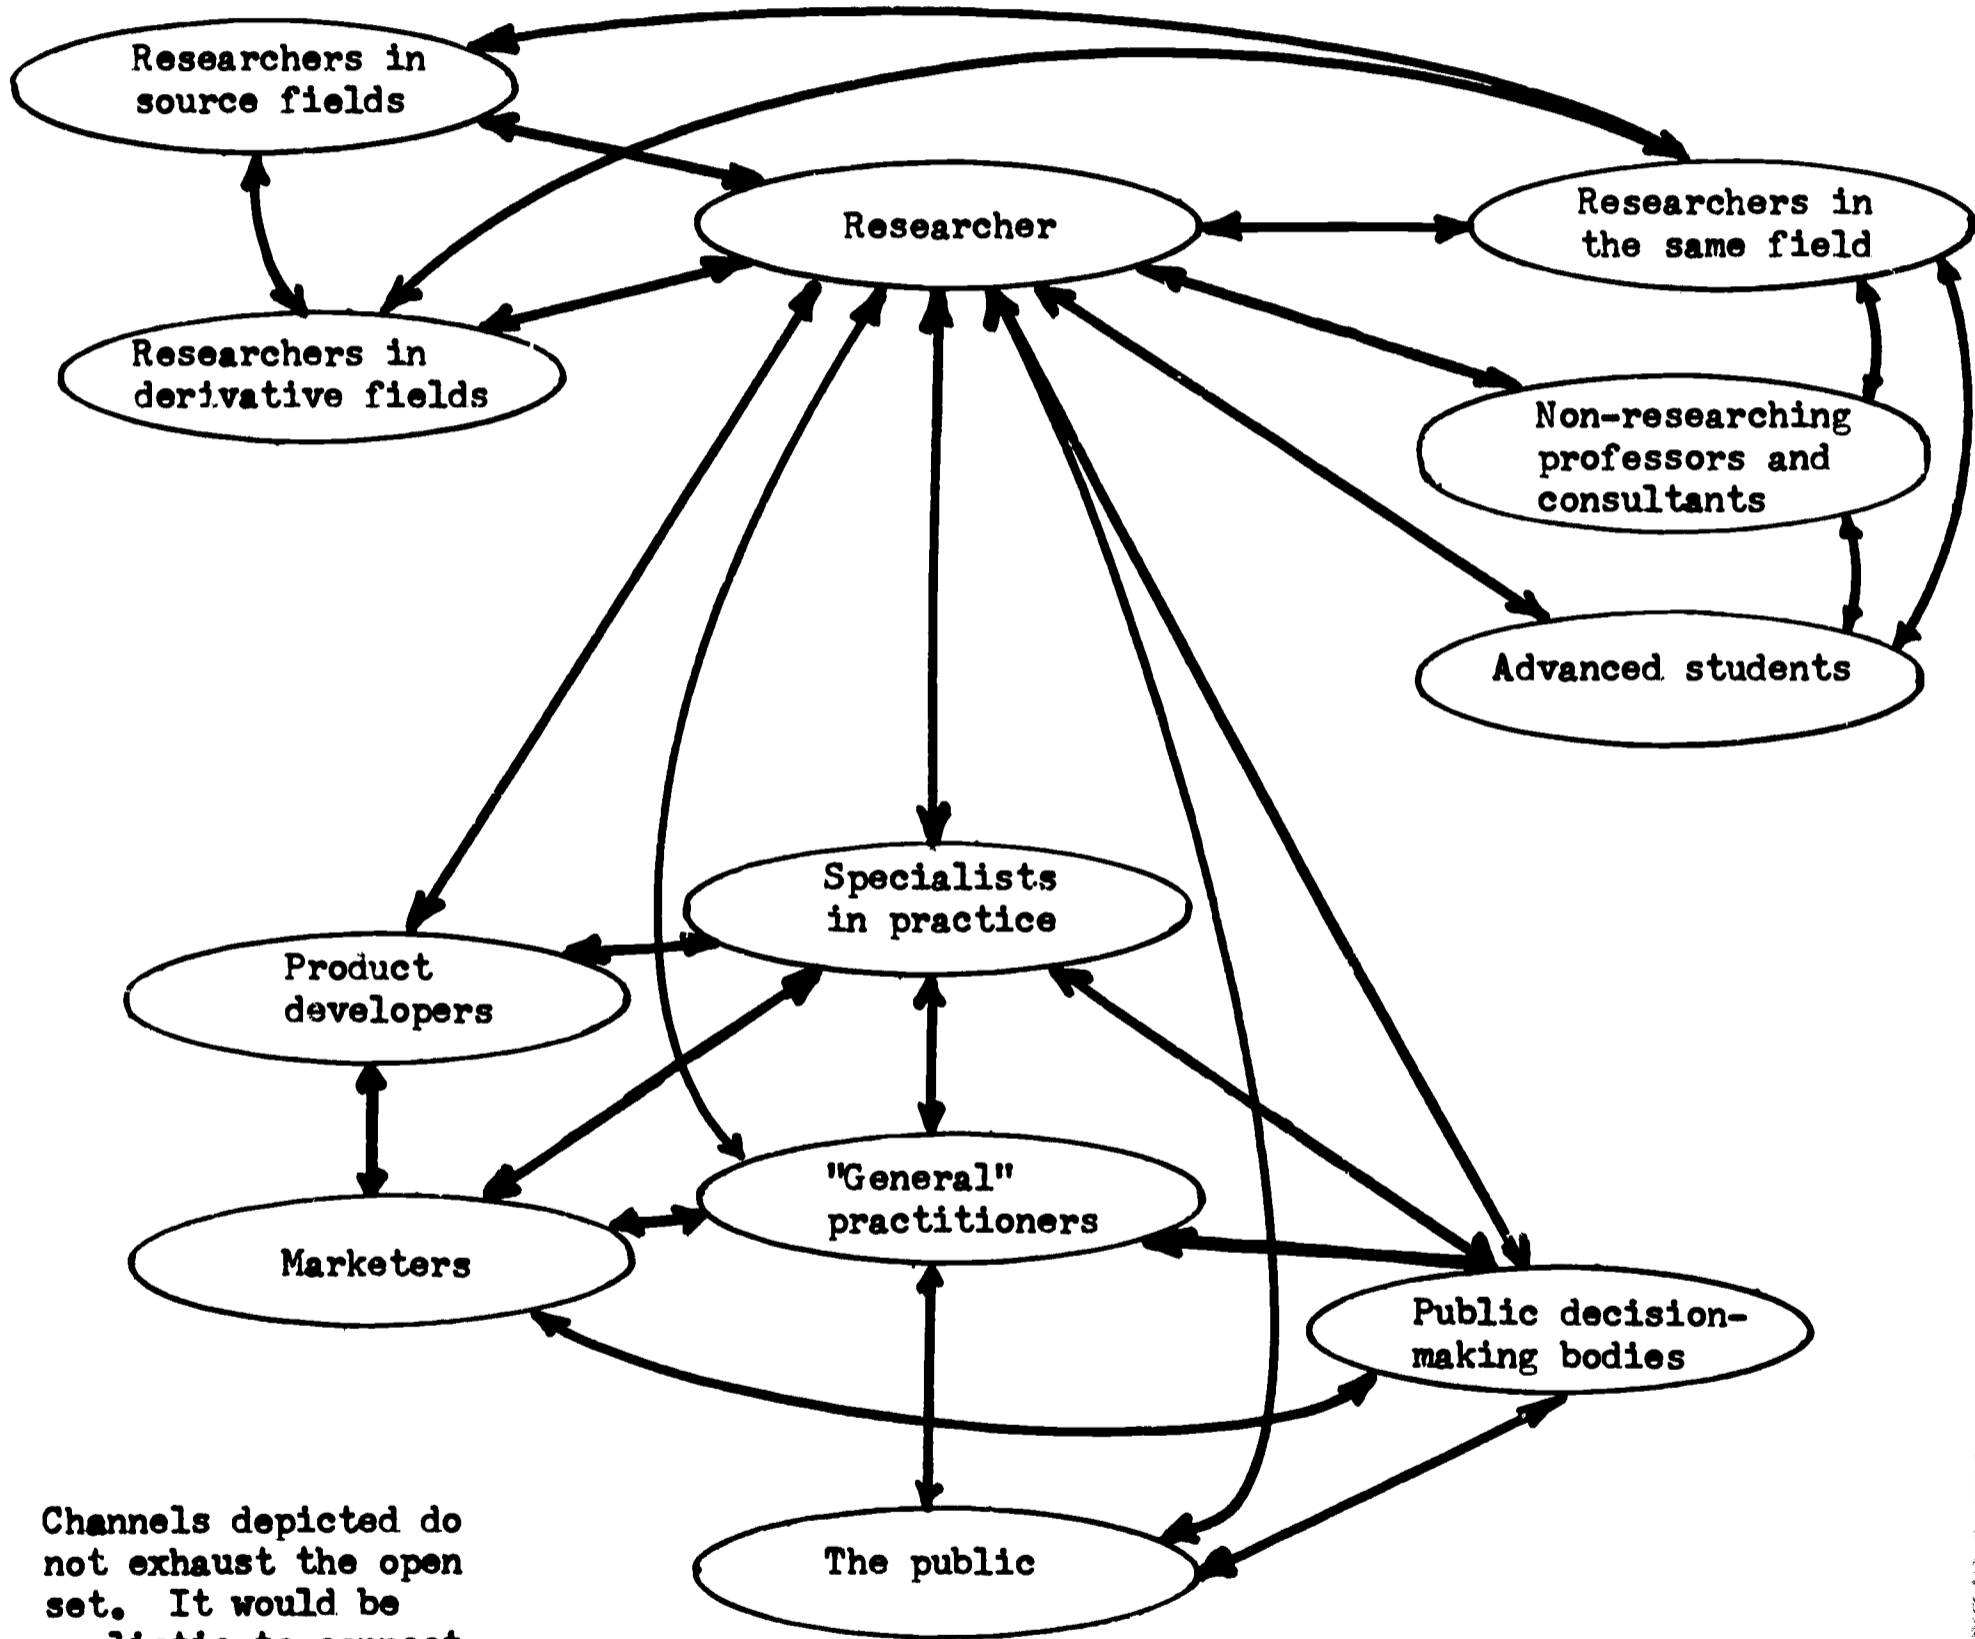 Researchers in
source fields
Researcher
Researchers in
the same field
Researchers in
derivative fields
Non-researching
professors and
consultants
Advanced students
Specialists
in practice
Product
developers
"General"
practitioners
Marketers
Public decision-
making bodies
The public
Channels depicted do
not exhaust the open
set. It would be